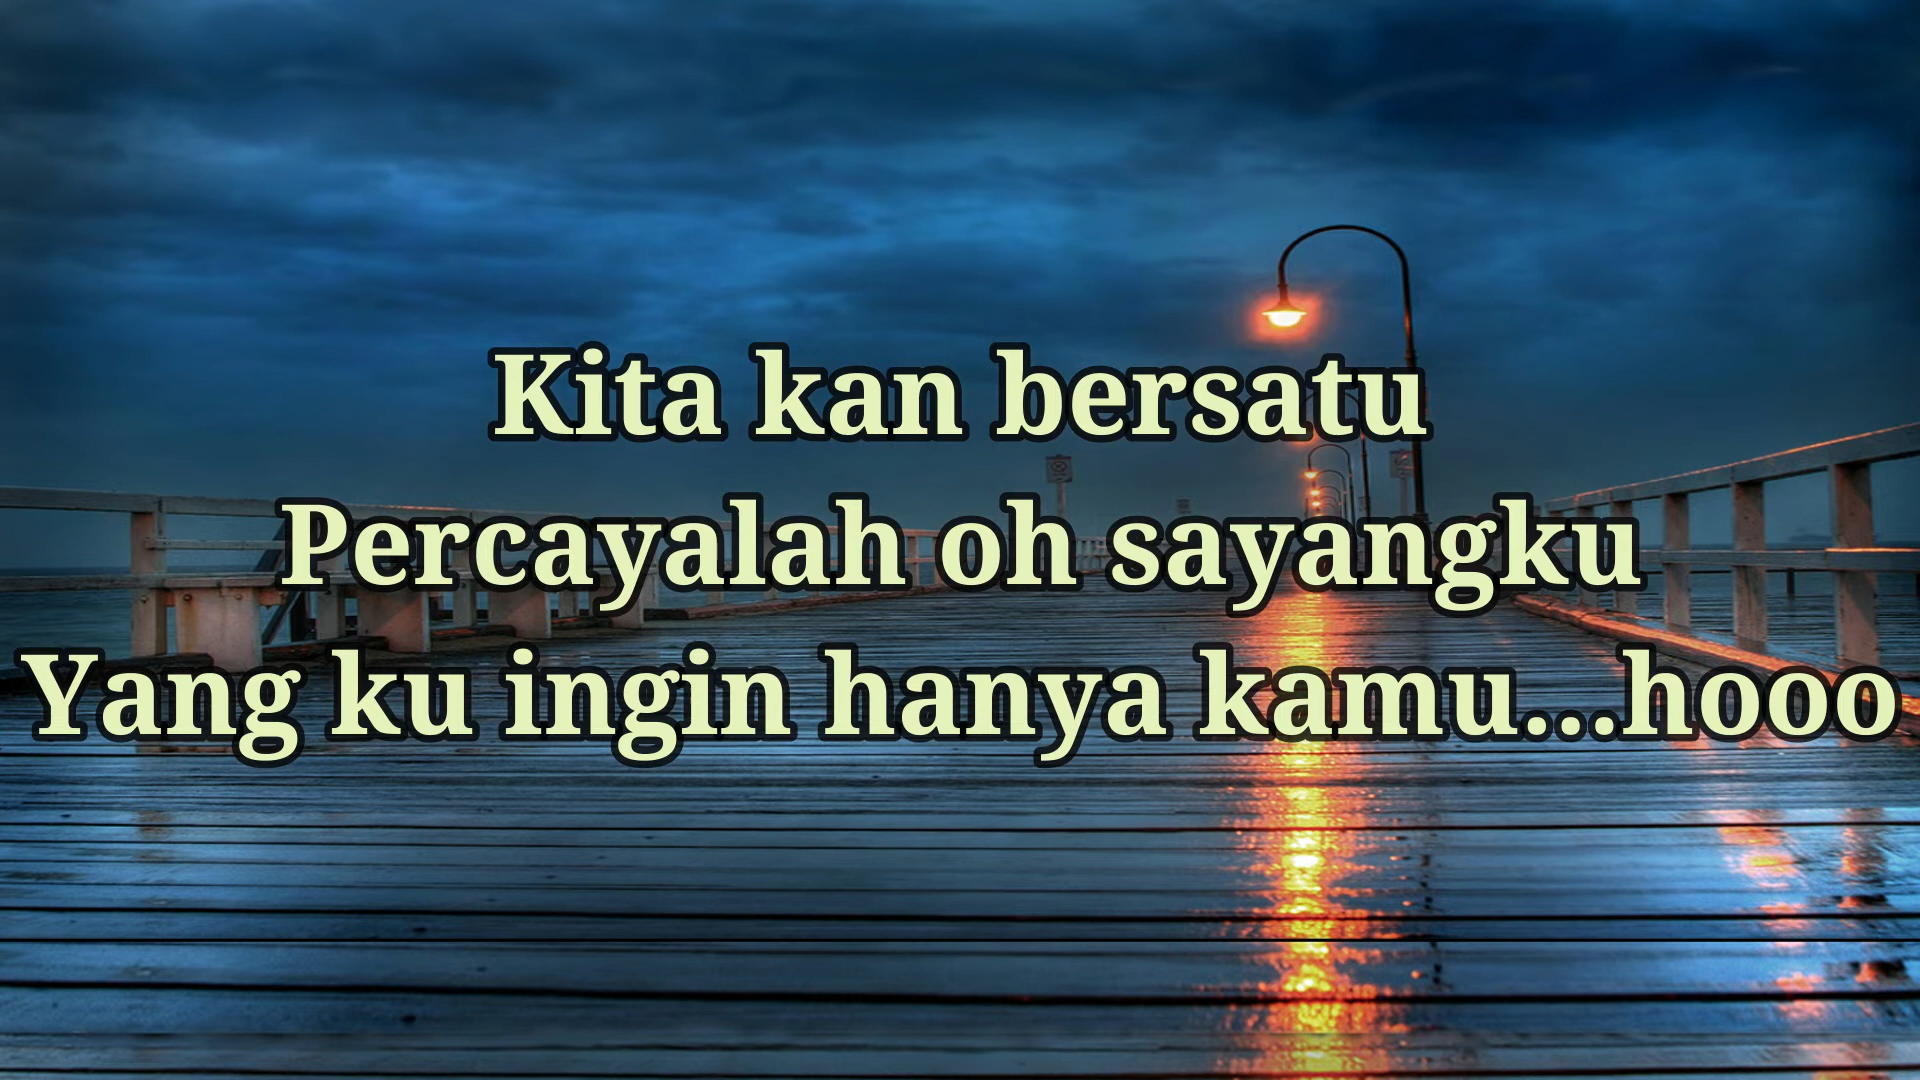 Kita kan bersatu
Percayalah oh sayangku
Yang ku ingin hanya kamu...hooo